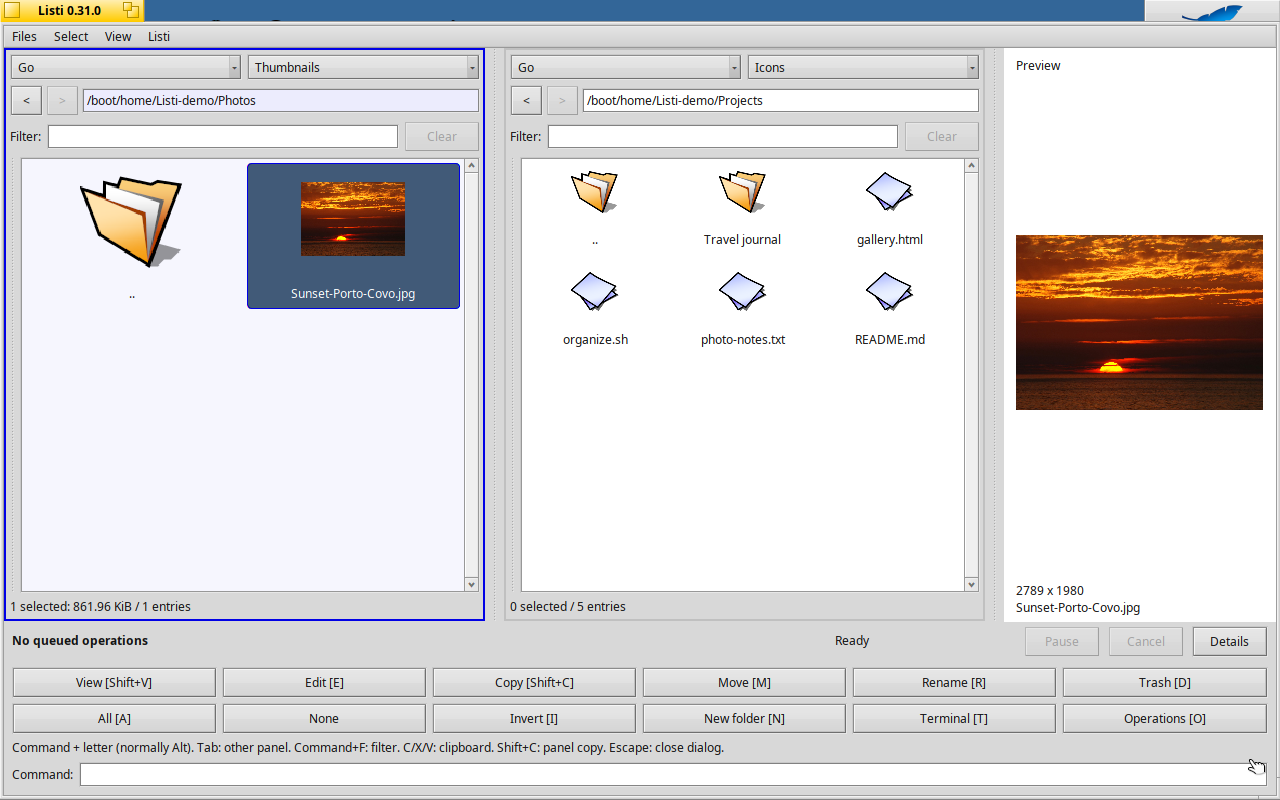 Listi 0.31.0
Files Select View Listi
Go Thumbnails
< > /boot/home/Listi-demo/Photos
Filter: Clear
..
Sunset-Porto-Covo.jpg
1 selected: 861.96 KiB / 1 entries
Go Icons
< > /boot/home/Listi-demo/Projects
Filter: Clear
.. Travel journal gallery.html
organize.sh photo-notes.txt README.md
0 selected / 5 entries
Preview
2789 x 1980
Sunset-Porto-Covo.jpg
No queued operations Ready Pause Cancel Details
View [Shift+V] Edit [E] Copy [Shift+C] Move [M] Rename [R] Trash [D]
All [A] None Invert [I] New folder [N] Terminal [T] Operations [O]
Command + letter (normally Alt). Tab: other panel. Command+F: filter. C/X/V: clipboard. Shift+C: panel copy. Escape: close dialog.
Command: